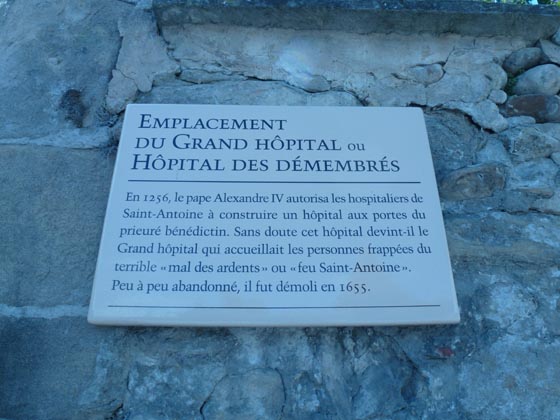 EMPLACEMENT
DU GRAND HÔPITAL OU
HÔPITAL DES DÉMEMBRÉS
En 1256, le pape Alexandre IV autorisa les hospitaliers de
Saint-Antoine à construire un hôpital aux portes du
prieuré bénédictin. Sans doute cet hôpital devint-il le
Grand hôpital qui accueillait les personnes frappées du
terrible « mal des ardents » ou « feu Saint-Antoine ».
Peu à peu abandonné, il fut démoli en 1655.